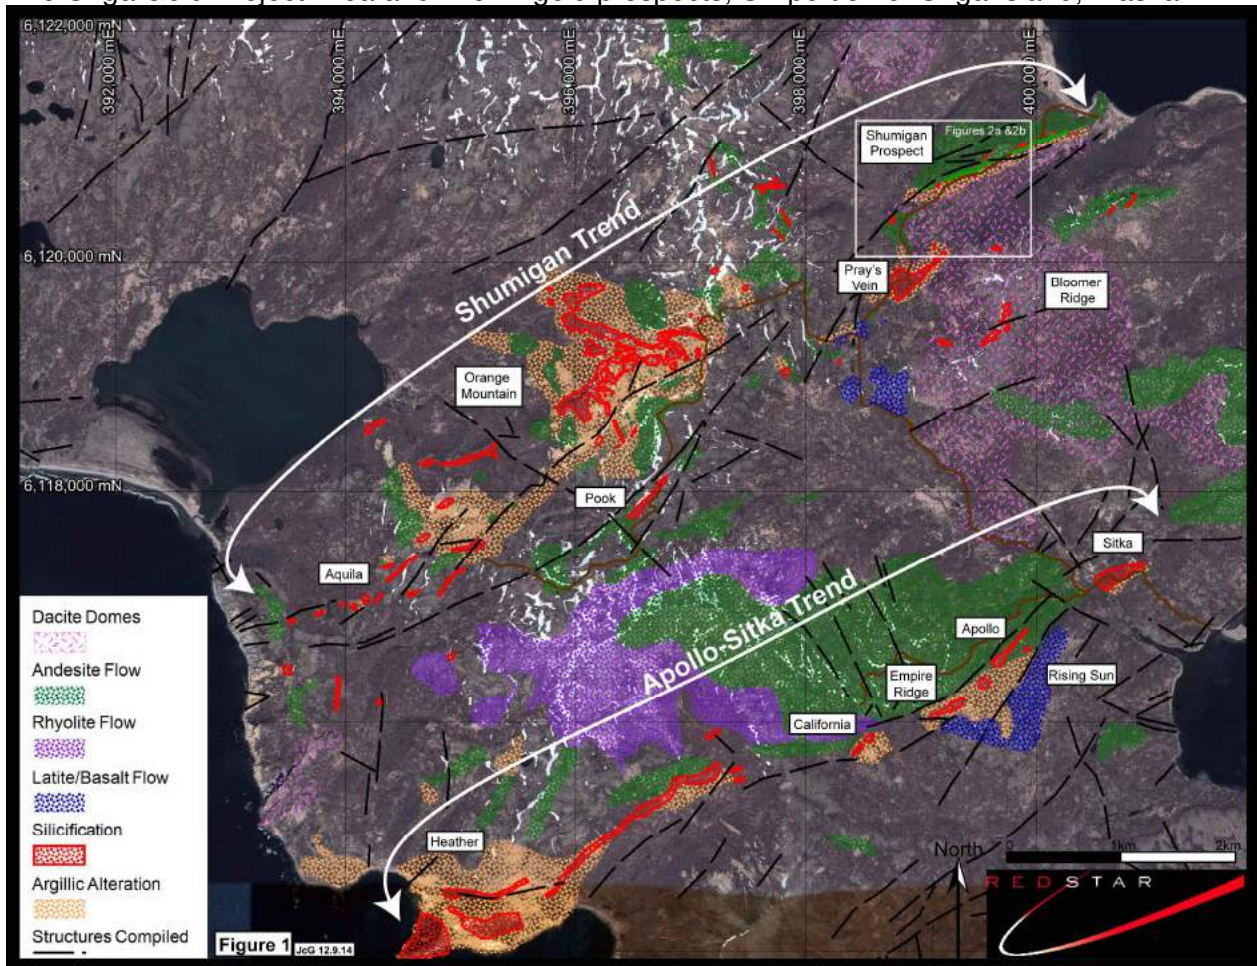 6,122,000 mN
392,000 mE
394,000 mE
396,000 mE
398,000 mE
400,000 mE
Figures 2a &2b
Shumigan
Prospect
6,120,000 mN
Shumigan Trend
Pray's
Vein
Bloomer
Ridge
Orange
Mountain
6,118,000 mN
Pook
Sitka
Aquila
Apollo-Sitka Trend
Apollo
Empire
Ridge
Rising Sun
California
Heather
Dacite Domes
Andesite Flow
Rhyolite Flow
Latite/Basalt Flow
Silicification
Argillic Alteration
Structures Compiled
North
0
1km
2km
RED STAR
Figure 1
JcG 12.9.14